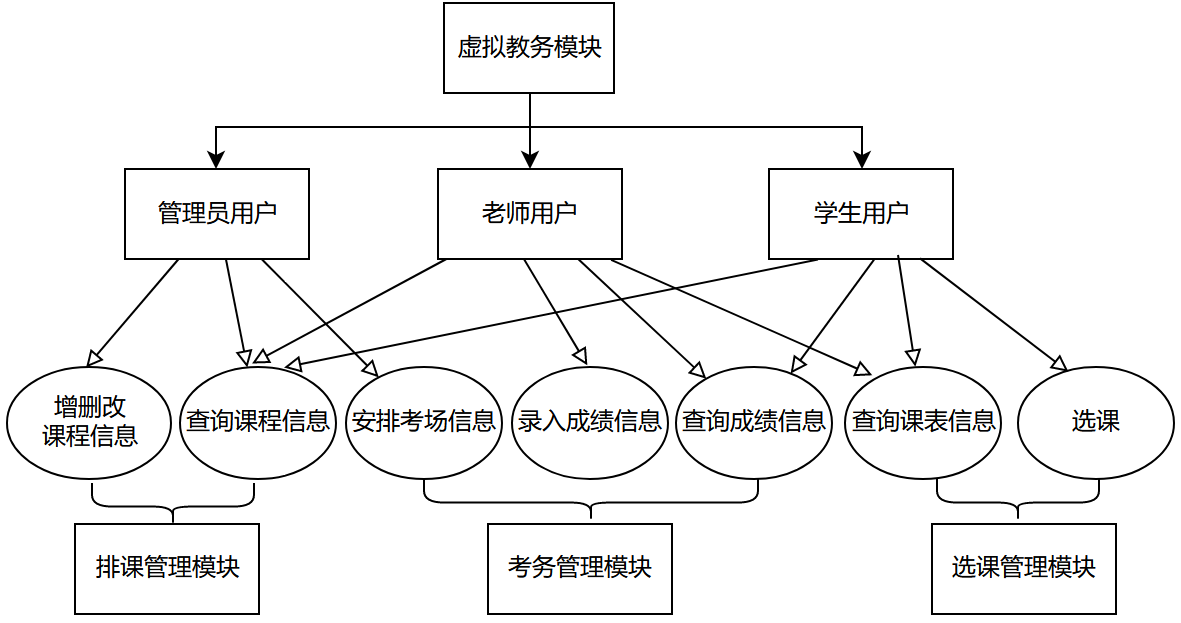 虚拟教务模块
管理员用户
老师用户
学生用户
增删改
课程信息
查询课程信息
安排考场信息
录入成绩信息
查询成绩信息
查询课表信息
选课
排课管理模块
考务管理模块
选课管理模块